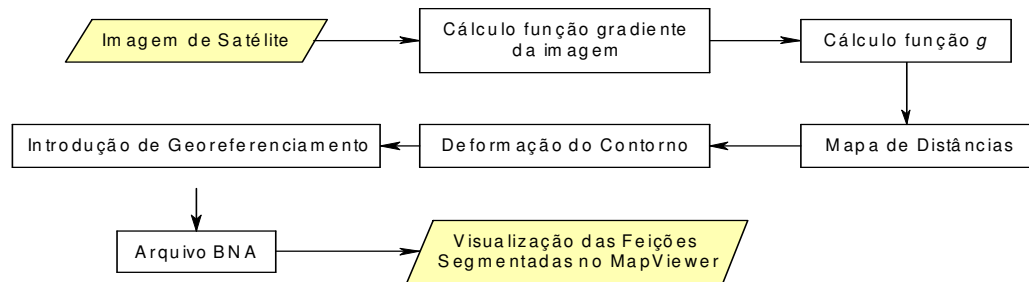 Imagem de Satélite
Cálculo função gradiente
da imagem
Cálculo função g
Mapa de Distâncias
Deformação do Contorno
Introdução de Georeferenciamento
Arquivo BNA
Visualização das Feições
Segmentadas no MapViewer